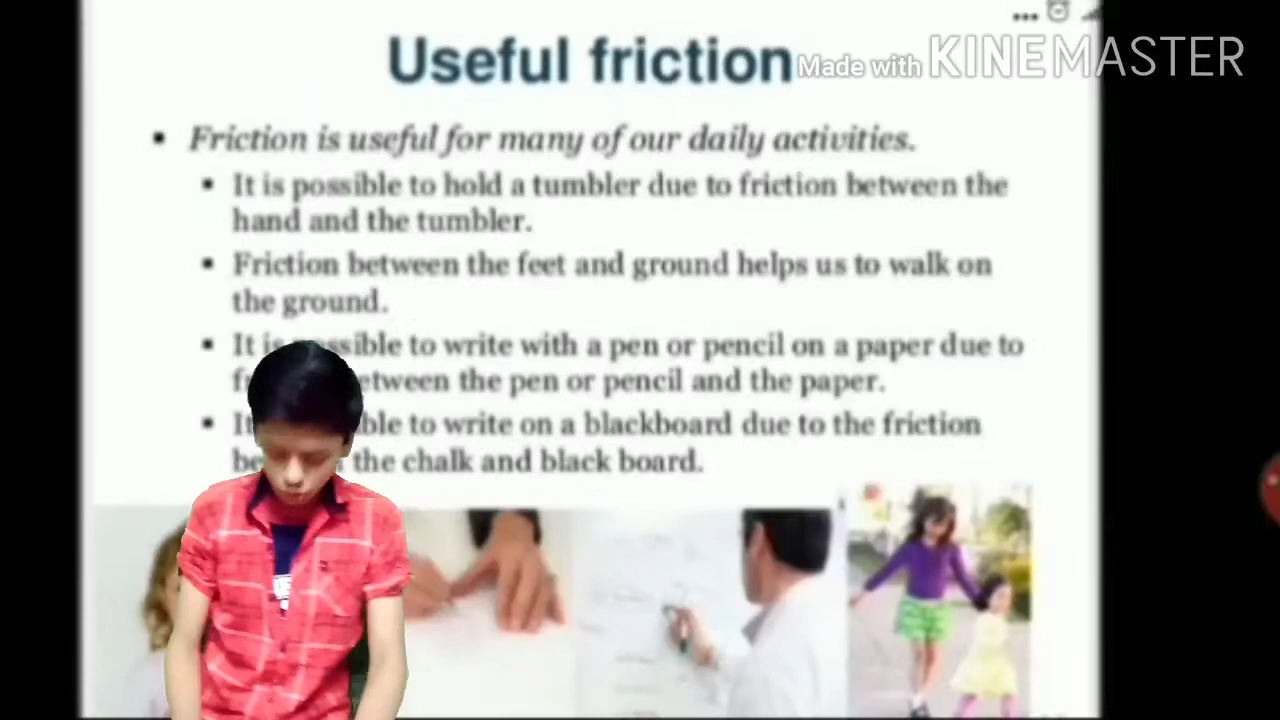 Useful friction
Made with KINEMASTER
Friction is useful for many of our daily activities.
It is possible to hold a tumbler due to friction between the
hand and the tumbler.
Friction between the feet and ground helps us to walk on
the ground.
It is possible to write with a pen or pencil on a paper due to
between the pen or pencil and the paper.
It to write on a blackboard due to the friction
the chalk and black board.